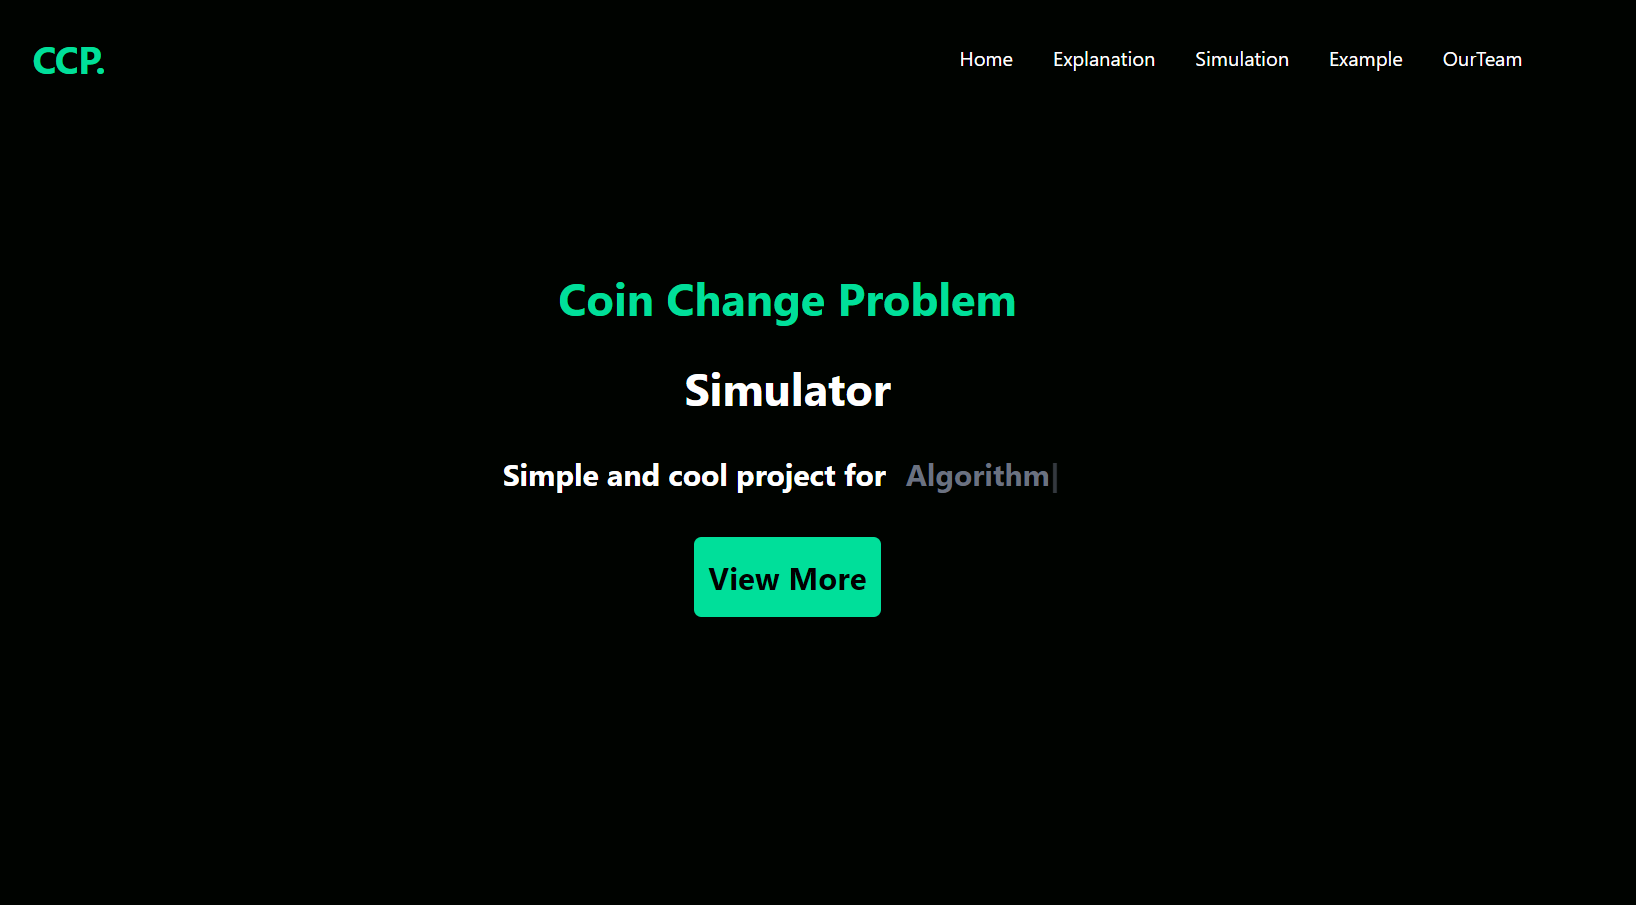 CCP.
Home Explanation Simulation Example OurTeam
Coin Change Problem
Simulator
Simple and cool project for Algorithm|
View More